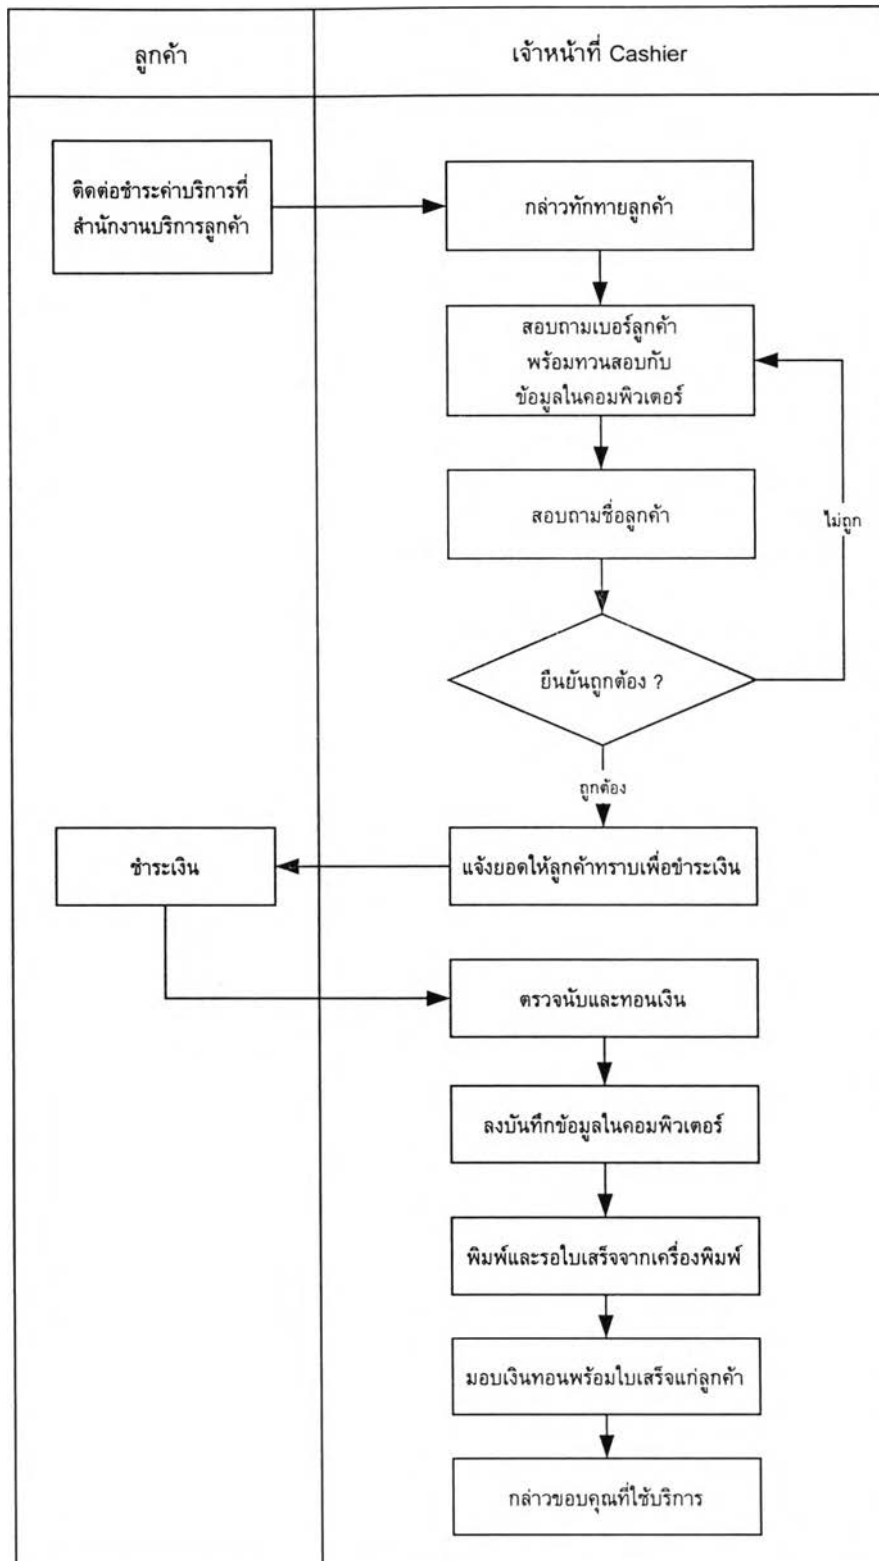 ลูกค้า
เจ้าหน้าที่ Cashier
ติดต่อชำระค่าบริการที่
สำนักงานบริการลูกค้า
กล่าวทักทายลูกค้า
สอบถามเบอร์ลูกค้า
พร้อมทวนสอบกับ
ข้อมูลในคอมพิวเตอร์
สอบถามชื่อลูกค้า
ไม่ถูก
ยืนยันถูกต้อง ?
ถูกต้อง
ชำระเงิน
แจ้งยอดให้ลูกค้าทราบเพื่อชำระเงิน
ตรวจนับและทอนเงิน
ลงบันทึกข้อมูลในคอมพิวเตอร์
พิมพ์และรอใบเสร็จจากเครื่องพิมพ์
มอบเงินทอนพร้อมใบเสร็จแก่ลูกค้า
กล่าวขอบคุณที่ใช้บริการ